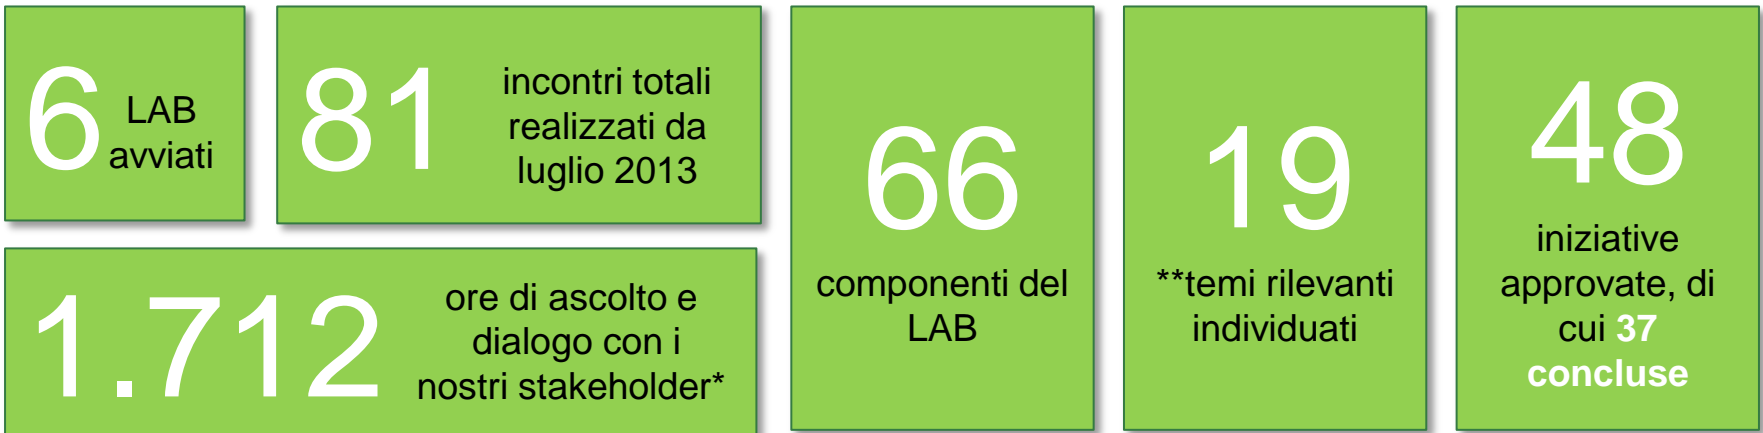 6
LAB
avviati
81
incontri totali
realizzati da
luglio 2013
1.712
ore di ascolto e
dialogo con i
nostri stakeholder*
66
componenti del
LAB
19
**temi rilevanti
individuati
48
iniziative
approvate, di
cui 37
concluse